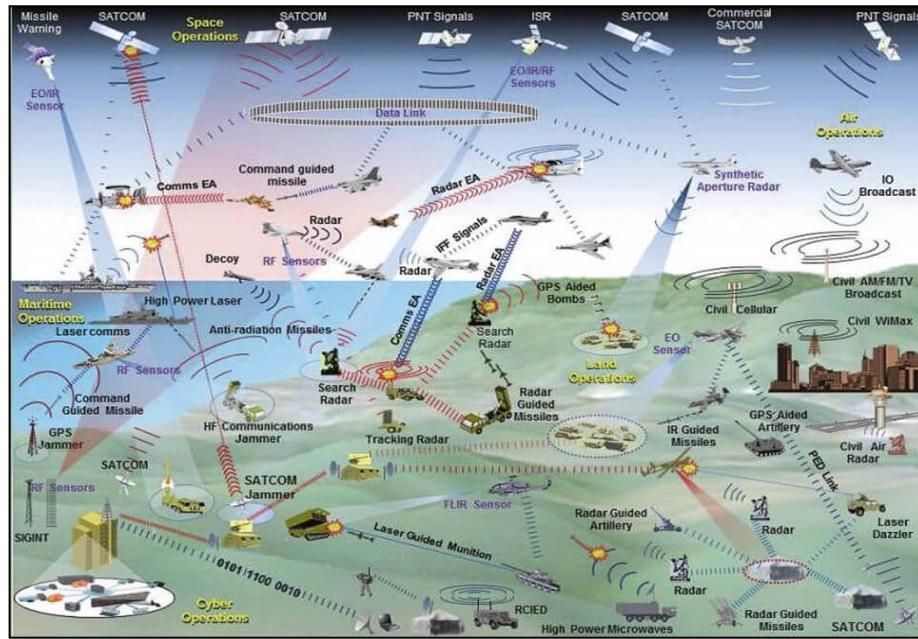 Missile
Warning
SATCOM
Space Operations
SATCOM
PNT Signals
ISR
SATCOM
Commercial
SATCOM
PNT Signals
EO/IR
Sensor
EO/IR/RF
Sensors
Data Link
Air
Operations
Command guided
missile
Comms EA
Radar EA
Synthetic
Aperture Radar
IO
Broadcast
Radar
RF Sensors
IFF Signals
Radar
Radar EA
Decoy
GPS Aided
Bombs
Civil AM/FM/TV
Broadcast
Maritime
Operations
High Power Laser
Comms EA
Civil Cellular
Laser comms
Anti-radiation Missiles
Search
Radar
Civil WiMax
RF Sensors
EO
Sensor
Land
Operations
Command
Guided Missile
Search
Radar
Radar
Guided
Missiles
GPS
Jammer
HF Communications
Jammer
Tracking Radar
IR Guided
Missiles
GPS Aided
Artillery
Civil Air
Radar
SATCOM
PED Link
RF Sensors
SATCOM
Jammer
FLIR Sensor
SIGINT
Radar Guided
Artillery
Radar
Laser
Dazzler
Laser Guided Munition
0101/1100 0010
Radar
Cyber
Operations
RCIED
High Power Microwaves
Radar Guided
Missiles
SATCOM